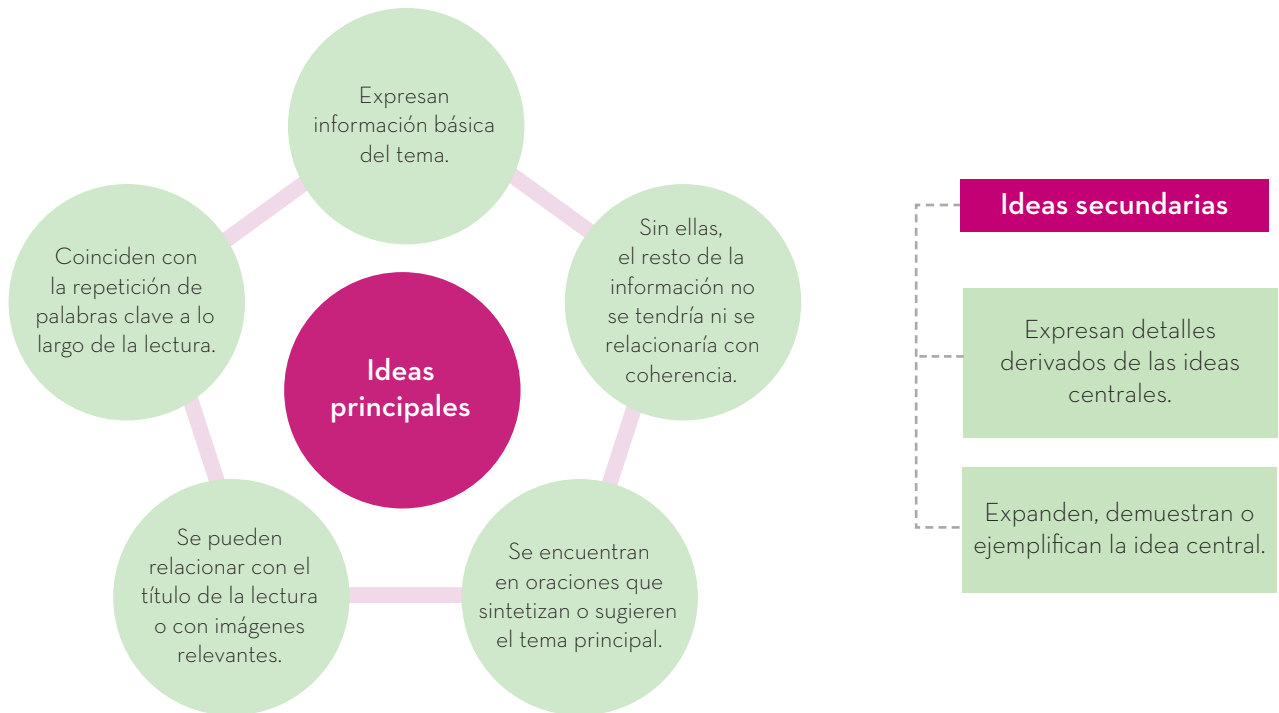 Expresan
información básica
del tema.
Sin ellas,
el resto de la
información no
se tendría ni se
relacionaría con
coherencia.
Se encuentran
en oraciones que
sintetizan o sugieren
el tema principal.
Se pueden
relacionar con el
título de la lectura
o con imágenes
relevantes.
Coinciden con
la repetición de
palabras clave a lo
largo de la lectura.
Ideas
principales
Ideas secundarias
Expresan detalles
derivados de las ideas
centrales.
Expanden, demuestran o
ejemplifican la idea central.